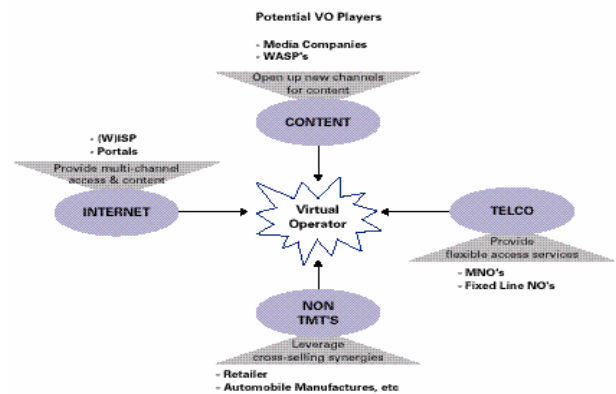 Potential VO Players
- Media Companies
- WASP's
Open up new channels
for content
CONTENT
- (W)ISP
- Portals
Provide multi-channel
access & content
INTERNET
Virtual
Operator
TELCO
Provide
flexible access services
- MNO's
- Fixed Line NO's
NON
TMT'S
Leverage
cross-selling synergies
- Retailer
- Automobile Manufactures, etc